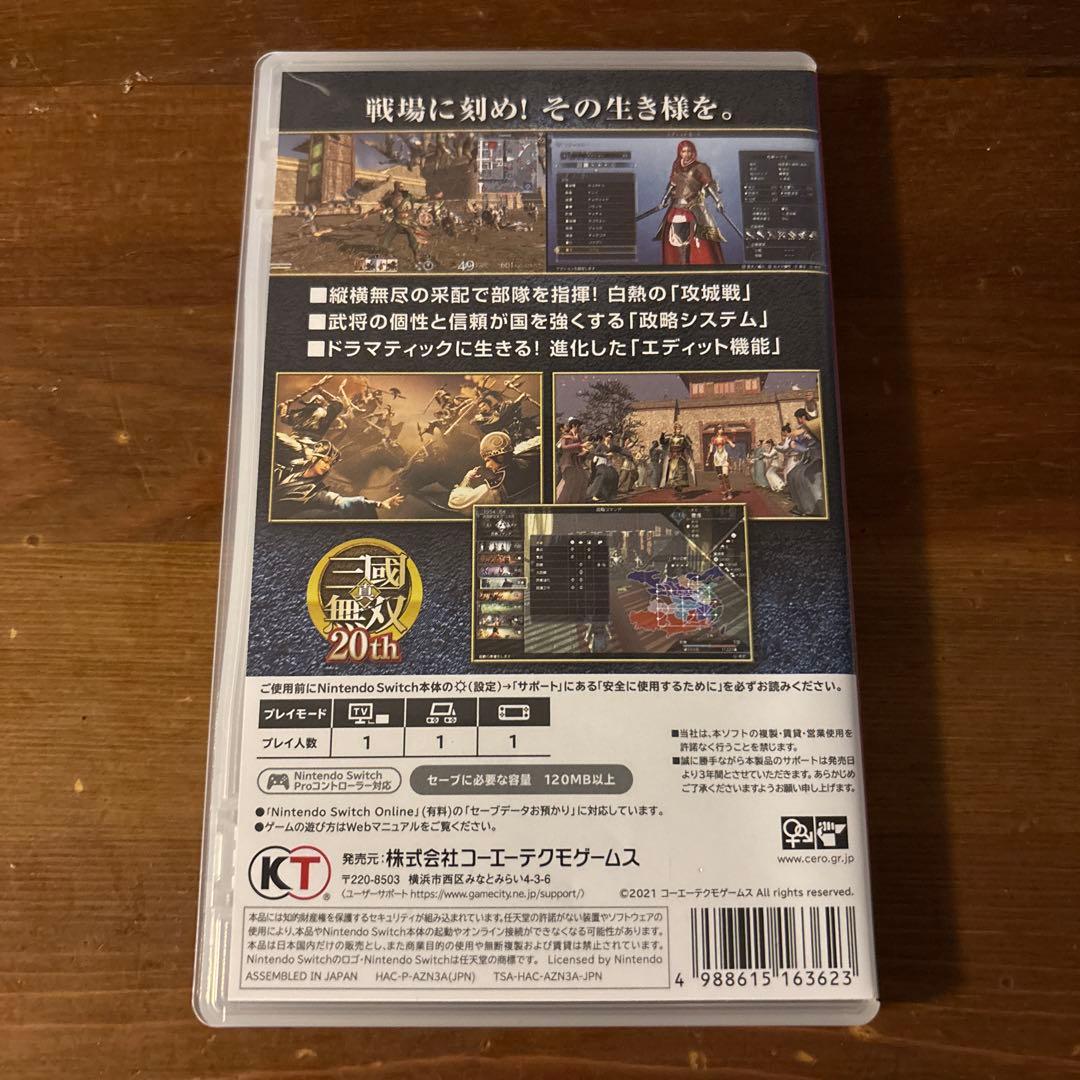 戦場に刻め! その生き様を。
49
■縦横無尽の采配で部隊を指揮! 白熱の「攻城戦」
■武将の個性と信頼が国を強くする「政略システム」
■ドラマティックに生きる! 進化した「エディット機能」
真・三國無双
20th
ご使用前にNintendo Switch本体の(設定)→「サポート」にある「安全に使用するために」を必ずお読みください。
プレイモード TV
プレイ人数 1 1 1
Nintendo Switch
Proコントローラー対応
セーブに必要な容量 120MB以上
■当社は、本ソフトの複製・賃貸・営業使用を
許諾なく行うことを禁じます。
■誠に勝手ながら本製品のサポートは発売日
より3年間とさせていただきます。あらかじめ
ご了承くださいますようお願い申し上げます。
●「Nintendo Switch Online」(有料)の「セーブデータお預かり」に対応しています。
●ゲームの遊び方はWebマニュアルをご覧ください。
KT®
発売元:株式会社コーエーテクモゲームス
〒220-8503 横浜市西区みなとみらい4-3-6
〈ユーザーサポート https://www.gamecity.ne.jp/support/〉
www.cero.gr.jp
©2021 コーエーテクモゲームス All rights reserved.
本品には知的財産権を保護するセキュリティが組み込まれています。任天堂の許諾がない装置やソフトウェアの
使用により、本品やNintendo Switch本体の起動やオンライン接続ができなくなる可能性があります。
本品は日本国内だけの販売とし、また商業目的の使用や無断複製および賃貸は禁止されています。
Nintendo Switchのロゴ・Nintendo Switchは任天堂の商標です。 Licensed by Nintendo
ASSEMBLED IN JAPAN HAC-P-AZN3A(JPN) TSA-HAC-AZN3A-JPN
4 988615 163623